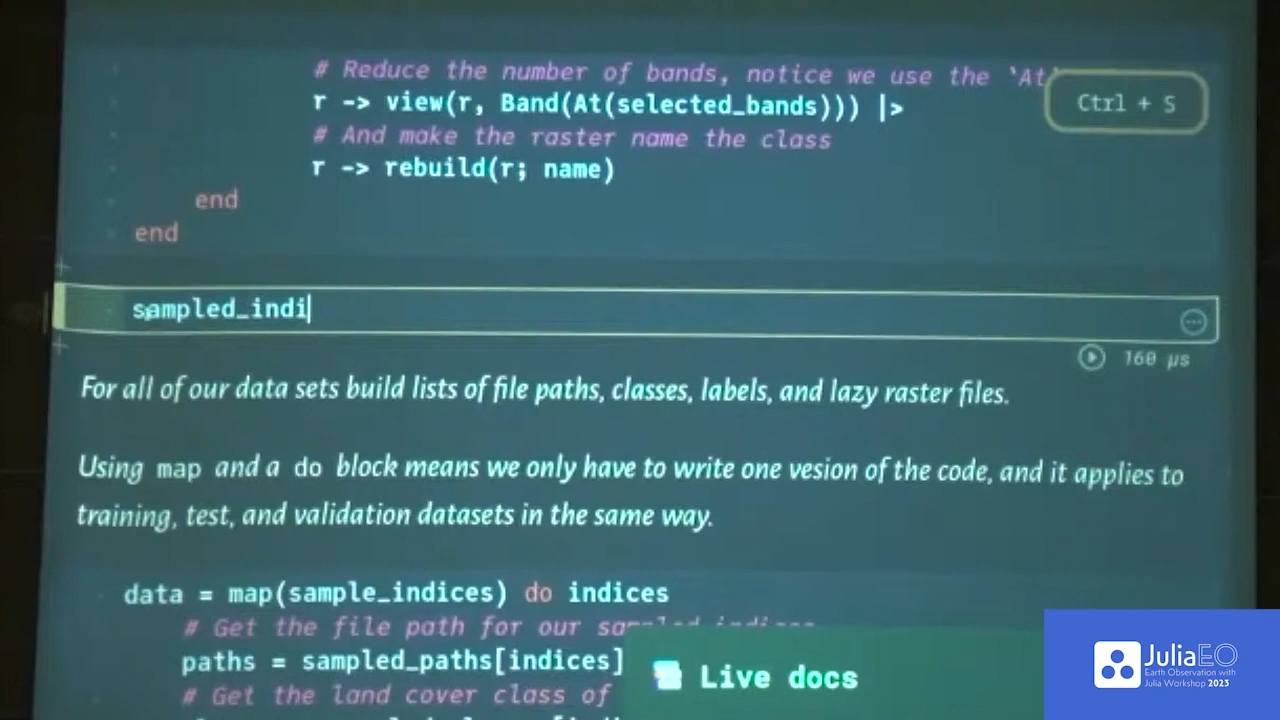 # Reduce the number of bands, notice we use the `At`
r -> view(r, Band(At(selected_bands))) |>
Ctrl + S
# And make the raster name the class
r -> rebuild(r; name)
end
end
sampled_indi
160 μs
For all of our data sets build lists of file paths, classes, labels, and lazy raster files.
Using map and a do block means we only have to write one vesion of the code, and it applies to
training, test, and validation datasets in the same way.
data = map(sample_indices) do indices
# Get the file path for our sampled indices
paths = sampled_paths[indices]
# Get the land cover class of
Live docs
JuliaEO
Earth Observation with
Julia Workshop 2023